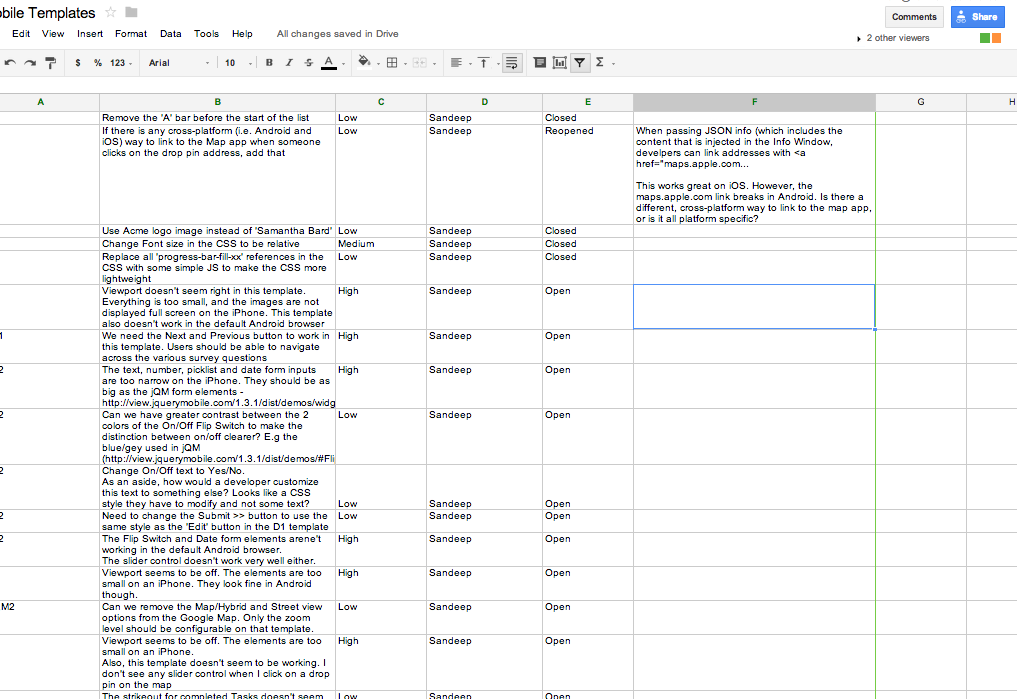 bile Templates
Comments
Share
Edit View Insert Format Data Tools Help All changes saved in Drive
2 other viewers
$ % 123 Arial 10 B I S A Σ
A B C D E F G H
Remove the 'A' bar before the start of the list Low Sandeep Closed
If there is any cross-platform (i.e. Android and
iOS) way to link to the Map app when someone
clicks on the drop pin address, add that
Low Sandeep Reopened
When passing JSON info (which includes the
content that is injected in the Info Window,
develpers can link addresses with <a
href="maps.apple.com...
This works great on iOS. However, the
maps.apple.com link breaks in Android. Is there a
different, cross-platform way to link to the map app,
or is it all platform specific?
Use Acme logo image instead of 'Samantha Bard' Low Sandeep Closed
Change Font size in the CSS to be relative Medium Sandeep Closed
Replace all 'progress-bar-fill-xx' references in the
CSS with some simple JS to make the CSS more
lightweight
Low Sandeep Closed
Viewport doesn't seem right in this template.
Everything is too small, and the images are not
displayed full screen on the iPhone. This template
also doesn't work in the default Android browser
High Sandeep Open
1
We need the Next and Previous button to work in
this template. Users should be able to navigate
across the various survey questions
High Sandeep Open
2
The text, number, picklist and date form inputs
are too narrow on the iPhone. They should be as
big as the jQM form elements -
http://view.jquerymobile.com/1.3.1/dist/demos/widg
High Sandeep Open
2
Can we have greater contrast between the 2
colors of the On/Off Flip Switch to make the
distinction between on/off clearer? E.g the
blue/gey used in jQM
(http://view.jquerymobile.com/1.3.1/dist/demos/#Fli
Low Sandeep Open
2
Change On/Off text to Yes/No.
As an aside, how would a developer customize
this text to something else? Looks like a CSS
style they have to modify and not some text?
Low Sandeep Open
2
Need to change the Submit >> button to use the
same style as the 'Edit' button in the D1 template
Low Sandeep Open
2
The Flip Switch and Date form elements arene't
working in the default Android browser.
The slider control doesn't work very well either.
High Sandeep Open
Viewport seems to be off. The elements are too
small on an iPhone. They look fine in Android
though.
High Sandeep Open
M2
Can we remove the Map/Hybrid and Street view
options from the Google Map. Only the zoom
level should be configurable on that template.
Low Sandeep Open
Viewport seems to be off. The elements are too
small on an iPhone.
Also, this template doesn't seem to be working. I
don't see any slider control when I click on a drop
pin on the map
High Sandeep Open
The strikeout for completed Tasks doesn't seem Low Sandeep Open